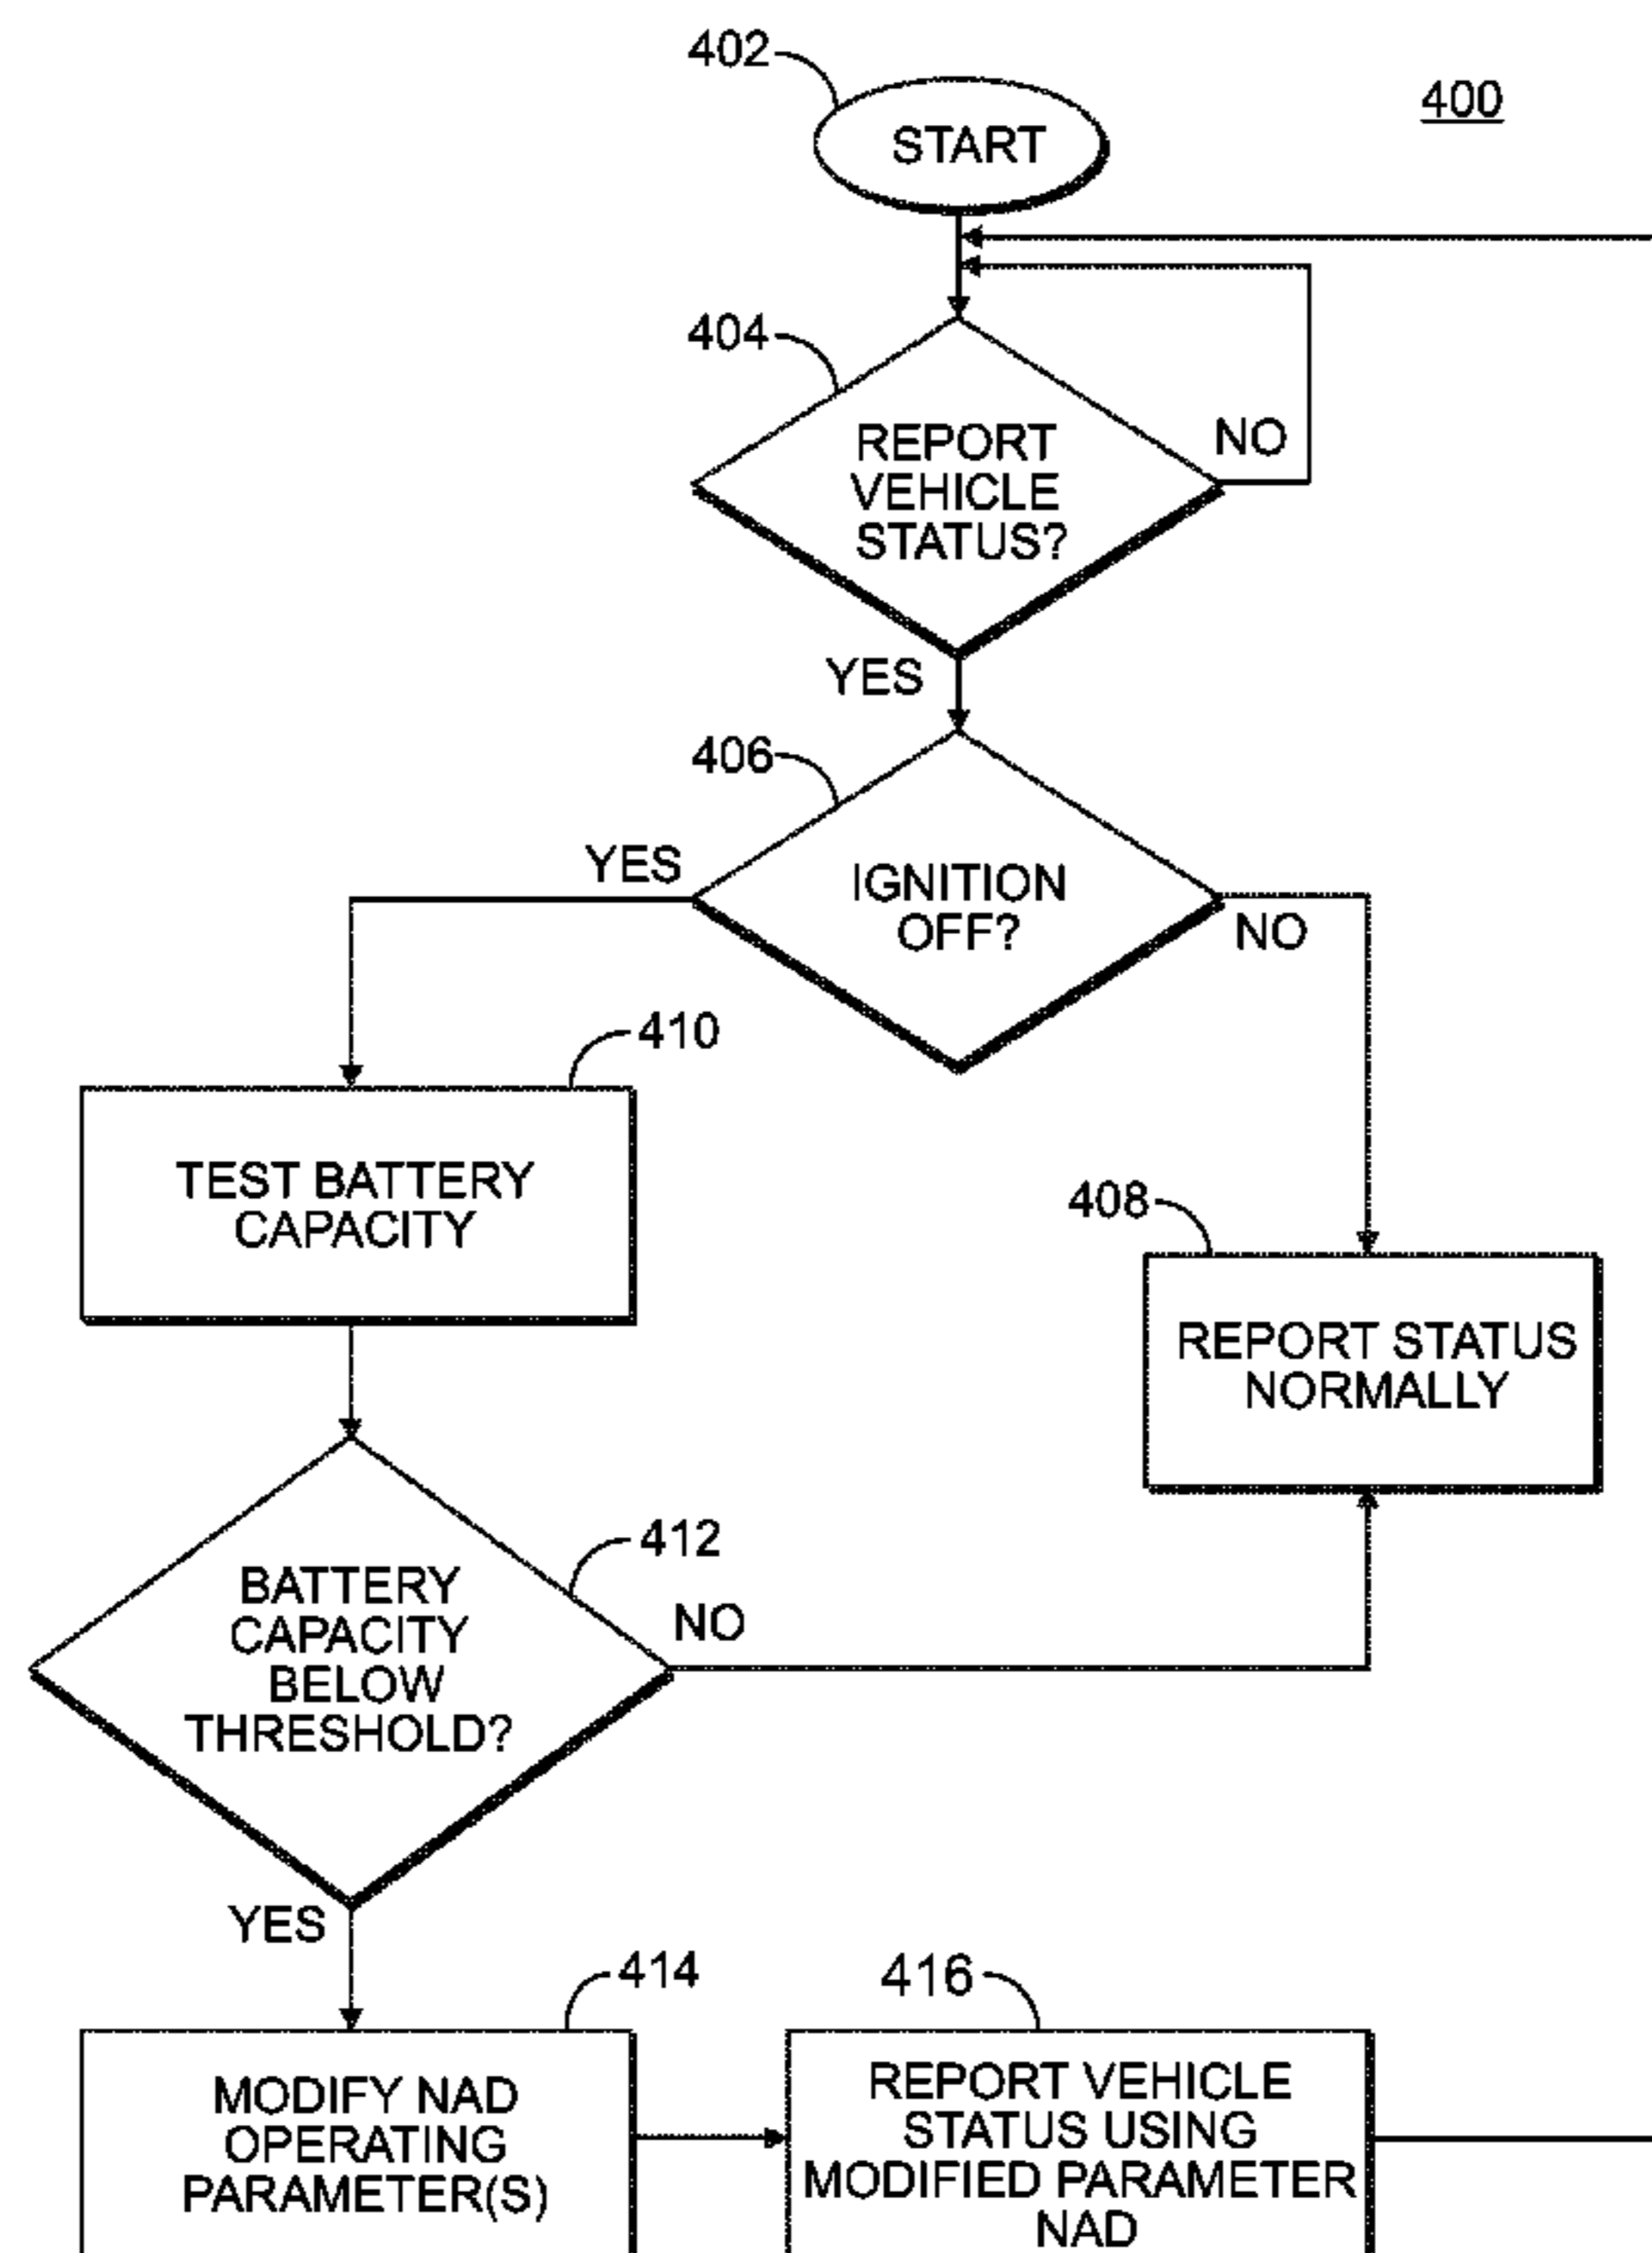 402
400
START
404
REPORT
VEHICLE
STATUS?
NO
YES
406
YES
IGNITION
OFF?
NO
410
TEST BATTERY
CAPACITY
408
REPORT STATUS
NORMALLY
412
BATTERY
CAPACITY
BELOW
THRESHOLD?
NO
YES
414
416
MODIFY NAD
OPERATING
PARAMETER(S)
REPORT VEHICLE
STATUS USING
MODIFIED PARAMETER
NAD